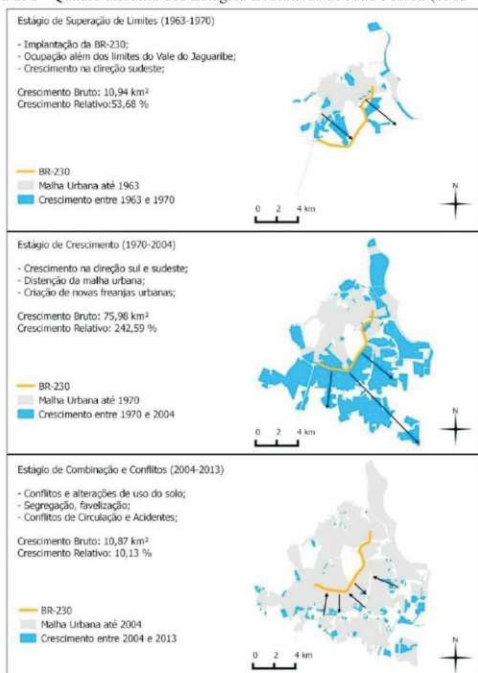 Estágio de Superação de Limites (1963-1970)
- Implantação da BR-230;
- Ocupação além dos limites do Vale do Jaguaribe;
- Crescimento na direção sudeste;
Crescimento Bruto: 10,94 km²
Crescimento Relativo:53,68 %
BR-230
Malha Urbana até 1963
Crescimento entre 1963 e 1970
0 2 4 km
N
Estágio de Crescimento (1970-2004)
- Crescimento na direção sul e sudeste;
- Distenção da malha urbana;
- Criação de novas freanjas urbanas;
Crescimento Bruto: 75,98 km²
Crescimento Relativo: 242,59 %
BR-230
Malha Urbana até 1970
Crescimento entre 1970 e 2004
0 2 4 km
N
Estágio de Combinação e Conflitos (2004-2013)
- Conflitos e alterações de uso do solo;
- Segregação, favelização;
- Conflitos de Circulação e Acidentes;
Crescimento Bruto: 10,87 km²
Crescimento Relativo: 10,13 %
BR-230
Malha Urbana até 2004
Crescimento entre 2004 e 2013
0 2 4 km
N